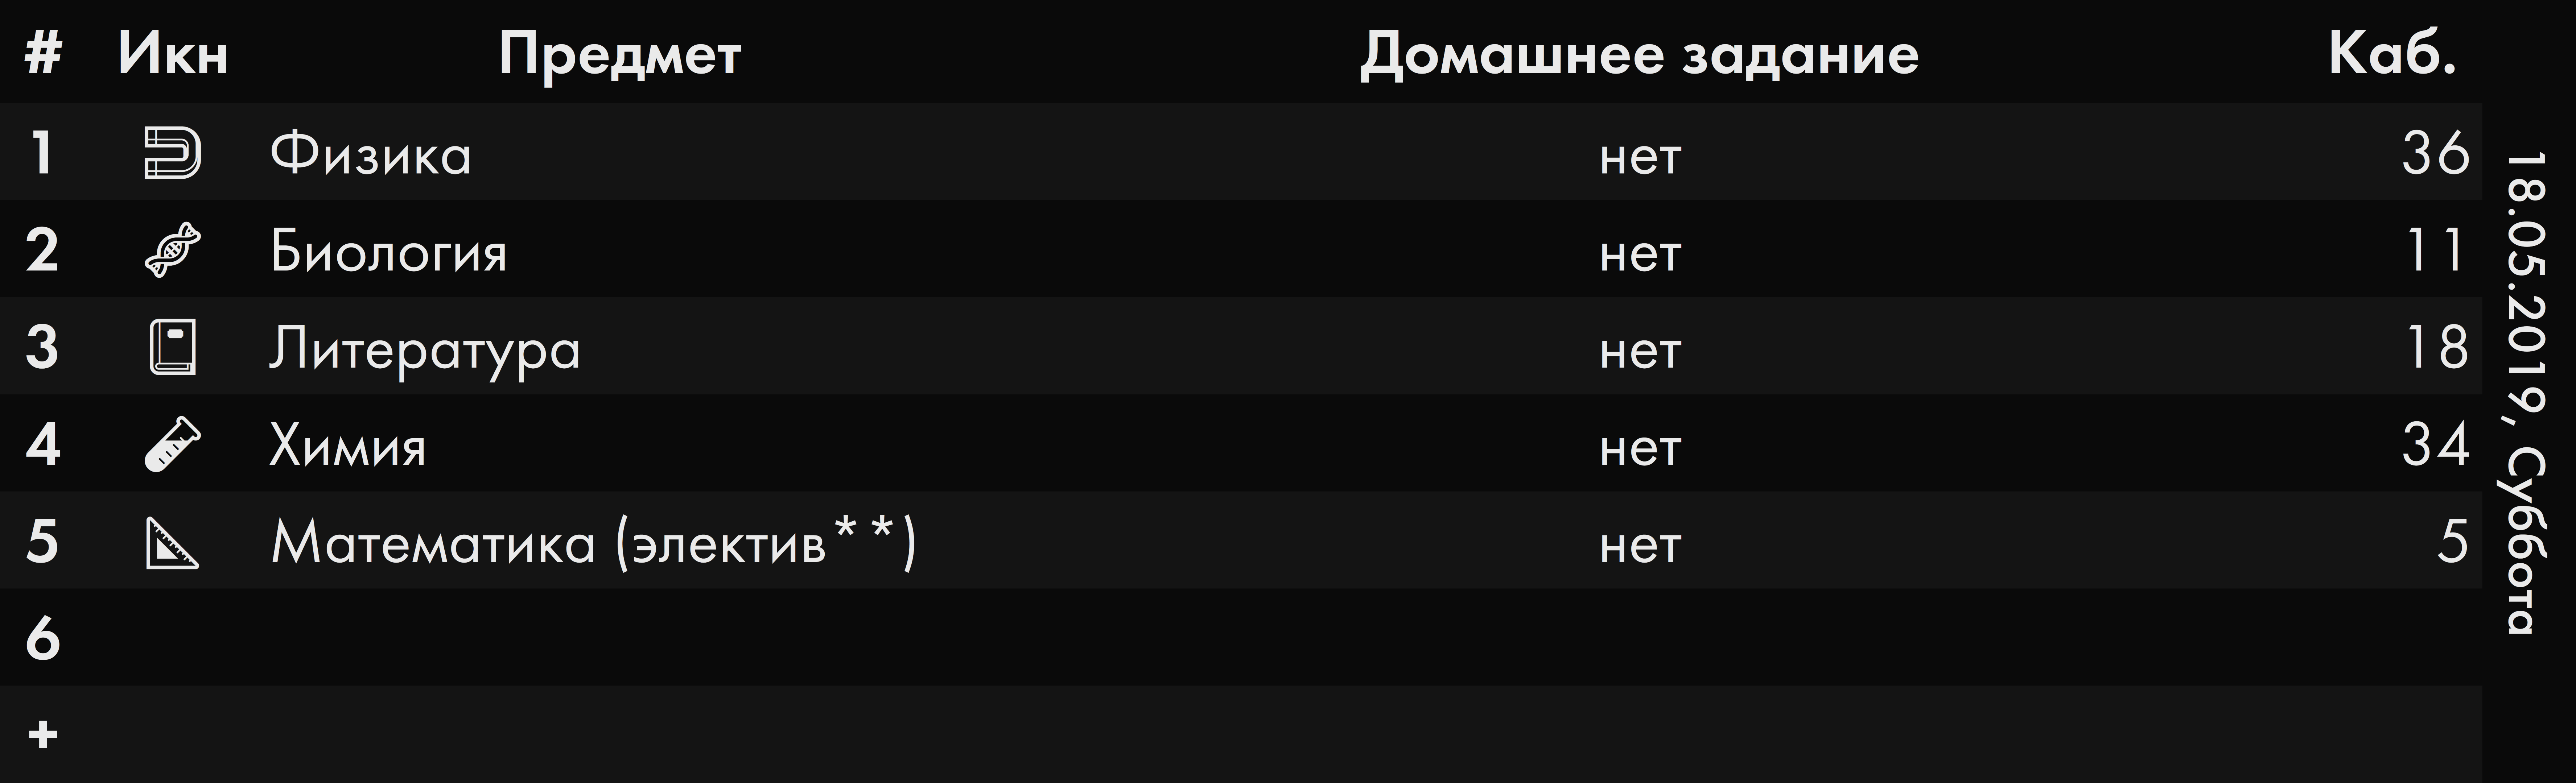 # Икн Предмет Домашнее задание Каб.
1 Физика нет 36
2 Биология нет 11
3 Литература нет 18
4 Химия нет 34
5 Математика (электив**) нет 5
6
+
18.05.2019, Суббота